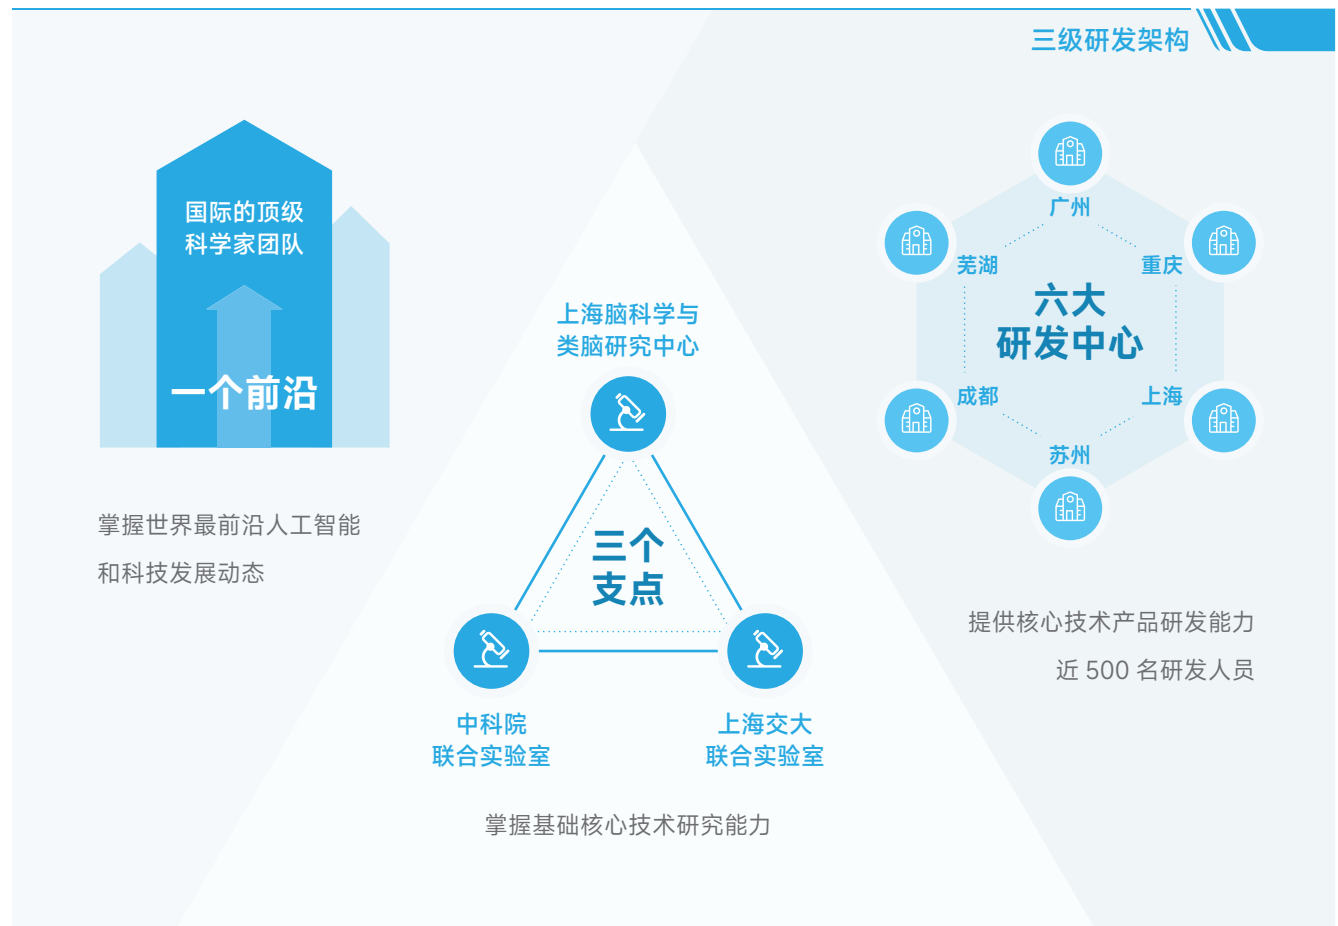 三级研发架构
国际的顶级
科学家团队
一个前沿
掌握世界最前沿人工智能
和科技发展动态
上海脑科学与
类脑研究中心
三个
支点
中科院
联合实验室
上海交大
联合实验室
掌握基础核心技术研究能力
广州
芜湖
重庆
六大
研发中心
成都
上海
苏州
提供核心技术产品研发能力
近 500 名研发人员